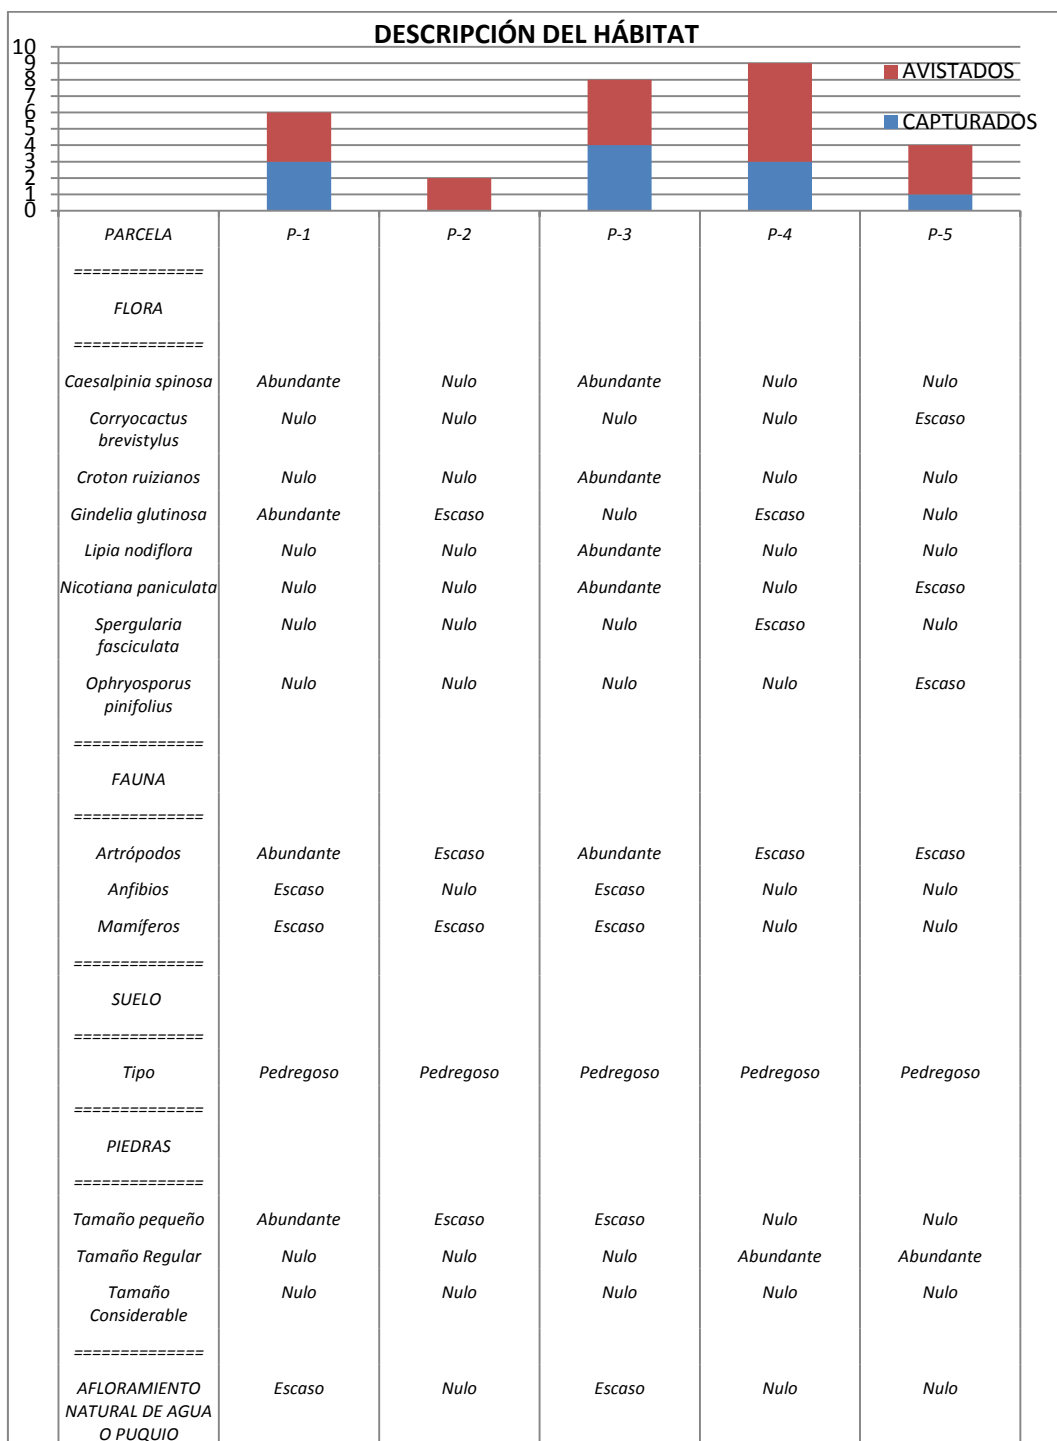 DESCRIPCIÓN DEL HÁBITAT
10
9
8
7
6
5
4
3
2
1
0
AVISTADOS
CAPTURADOS
PARCELA P-1 P-2 P-3 P-4 P-5
==============
FLORA
==============
Caesalpinia spinosa Abundante Nulo Abundante Nulo Nulo
Corryocactus Nulo Nulo Nulo Nulo Escaso
brevistylus
Croton ruizianos Nulo Nulo Abundante Nulo Nulo
Gindelia glutinosa Abundante Escaso Nulo Escaso Nulo
Lipia nodiflora Nulo Nulo Abundante Nulo Nulo
Nicotiana paniculata Nulo Nulo Abundante Nulo Escaso
Spergularia Nulo Nulo Nulo Escaso Nulo
fasciculata
Ophryosporus Nulo Nulo Nulo Nulo Escaso
pinifolius
==============
FAUNA
==============
Artrópodos Abundante Escaso Abundante Escaso Escaso
Anfibios Escaso Nulo Escaso Nulo Nulo
Mamíferos Escaso Escaso Escaso Nulo Nulo
==============
SUELO
==============
Tipo Pedregoso Pedregoso Pedregoso Pedregoso Pedregoso
==============
PIEDRAS
==============
Tamaño pequeño Abundante Escaso Escaso Nulo Nulo
Tamaño Regular Nulo Nulo Nulo Abundante Abundante
Tamaño Nulo Nulo Nulo Nulo Nulo
Considerable
==============
AFLORAMIENTO Escaso Nulo Escaso Nulo Nulo
NATURAL DE AGUA
O PUQUIO